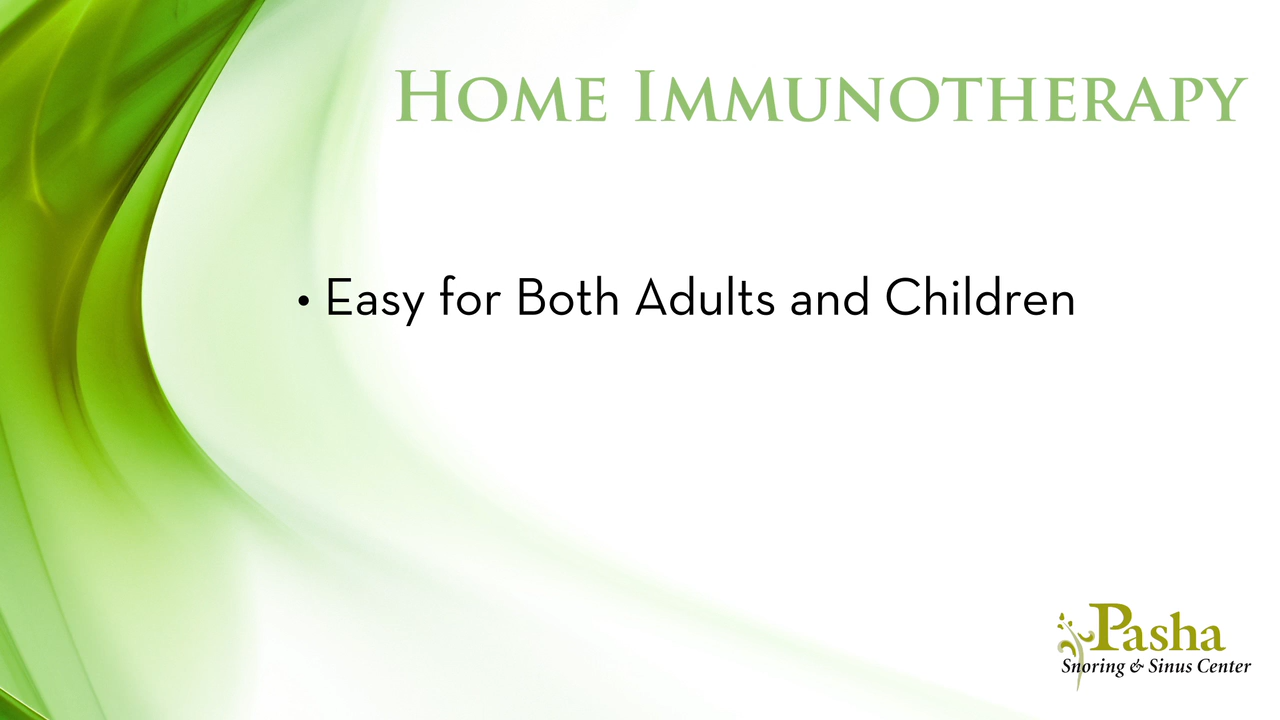 Home Immunotherapy
• Easy for Both Adults and Children
Pasha
Snoring & Sinus Center